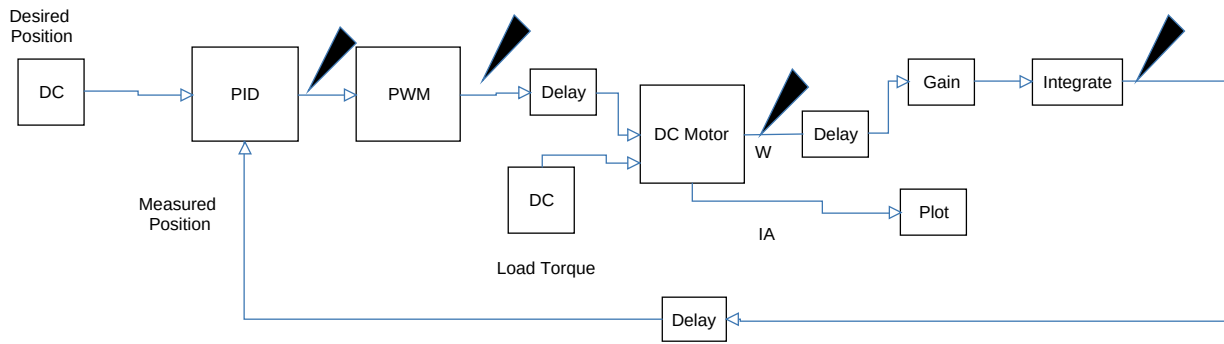 Desired
Position
DC
PID
PWM
Delay
DC Motor
W
Delay
Gain
Integrate
DC
Load Torque
Measured
Position
Plot
IA
Delay